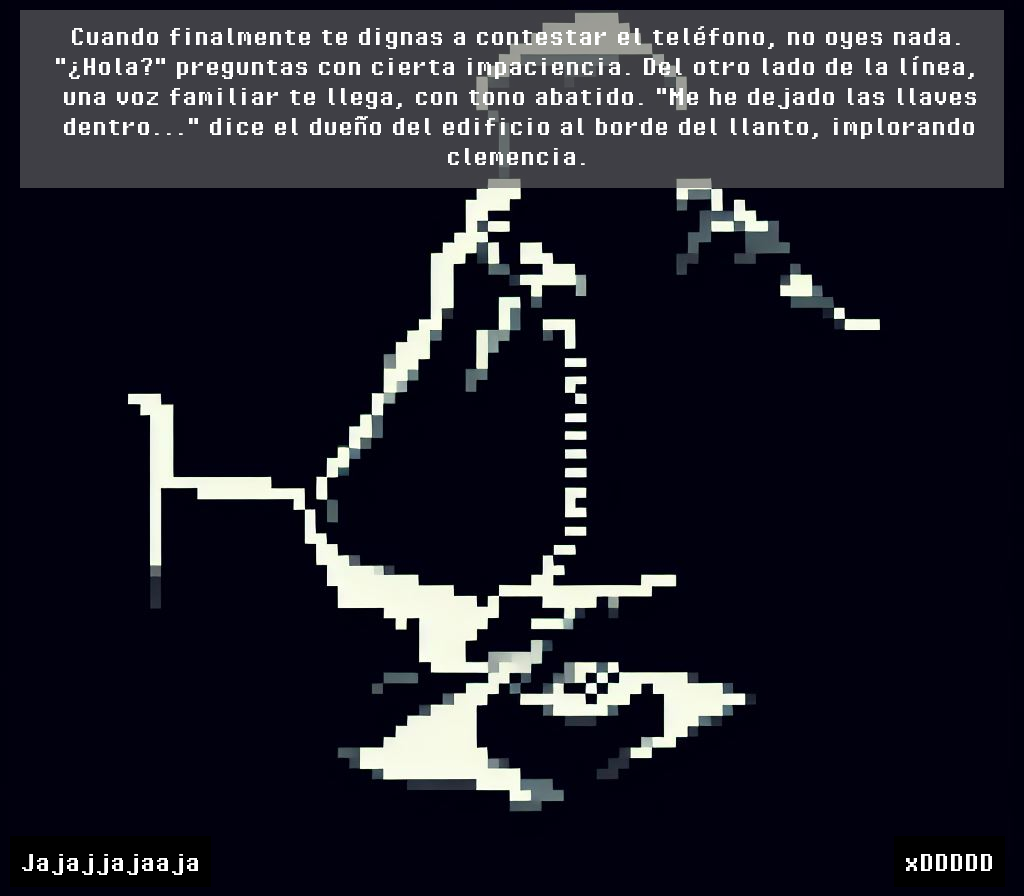 Cuando finalmente te dignas a contestar el teléfono, no oyes nada.
"¿Hola?" preguntas con cierta impaciencia. Del otro lado de la línea,
una voz familiar te llega, con tono abatido. "Me he dejado las llaves
dentro..." dice el dueño del edificio al borde del llanto, implorando
clemencia.
Jajajjajaaja
xDDDDD